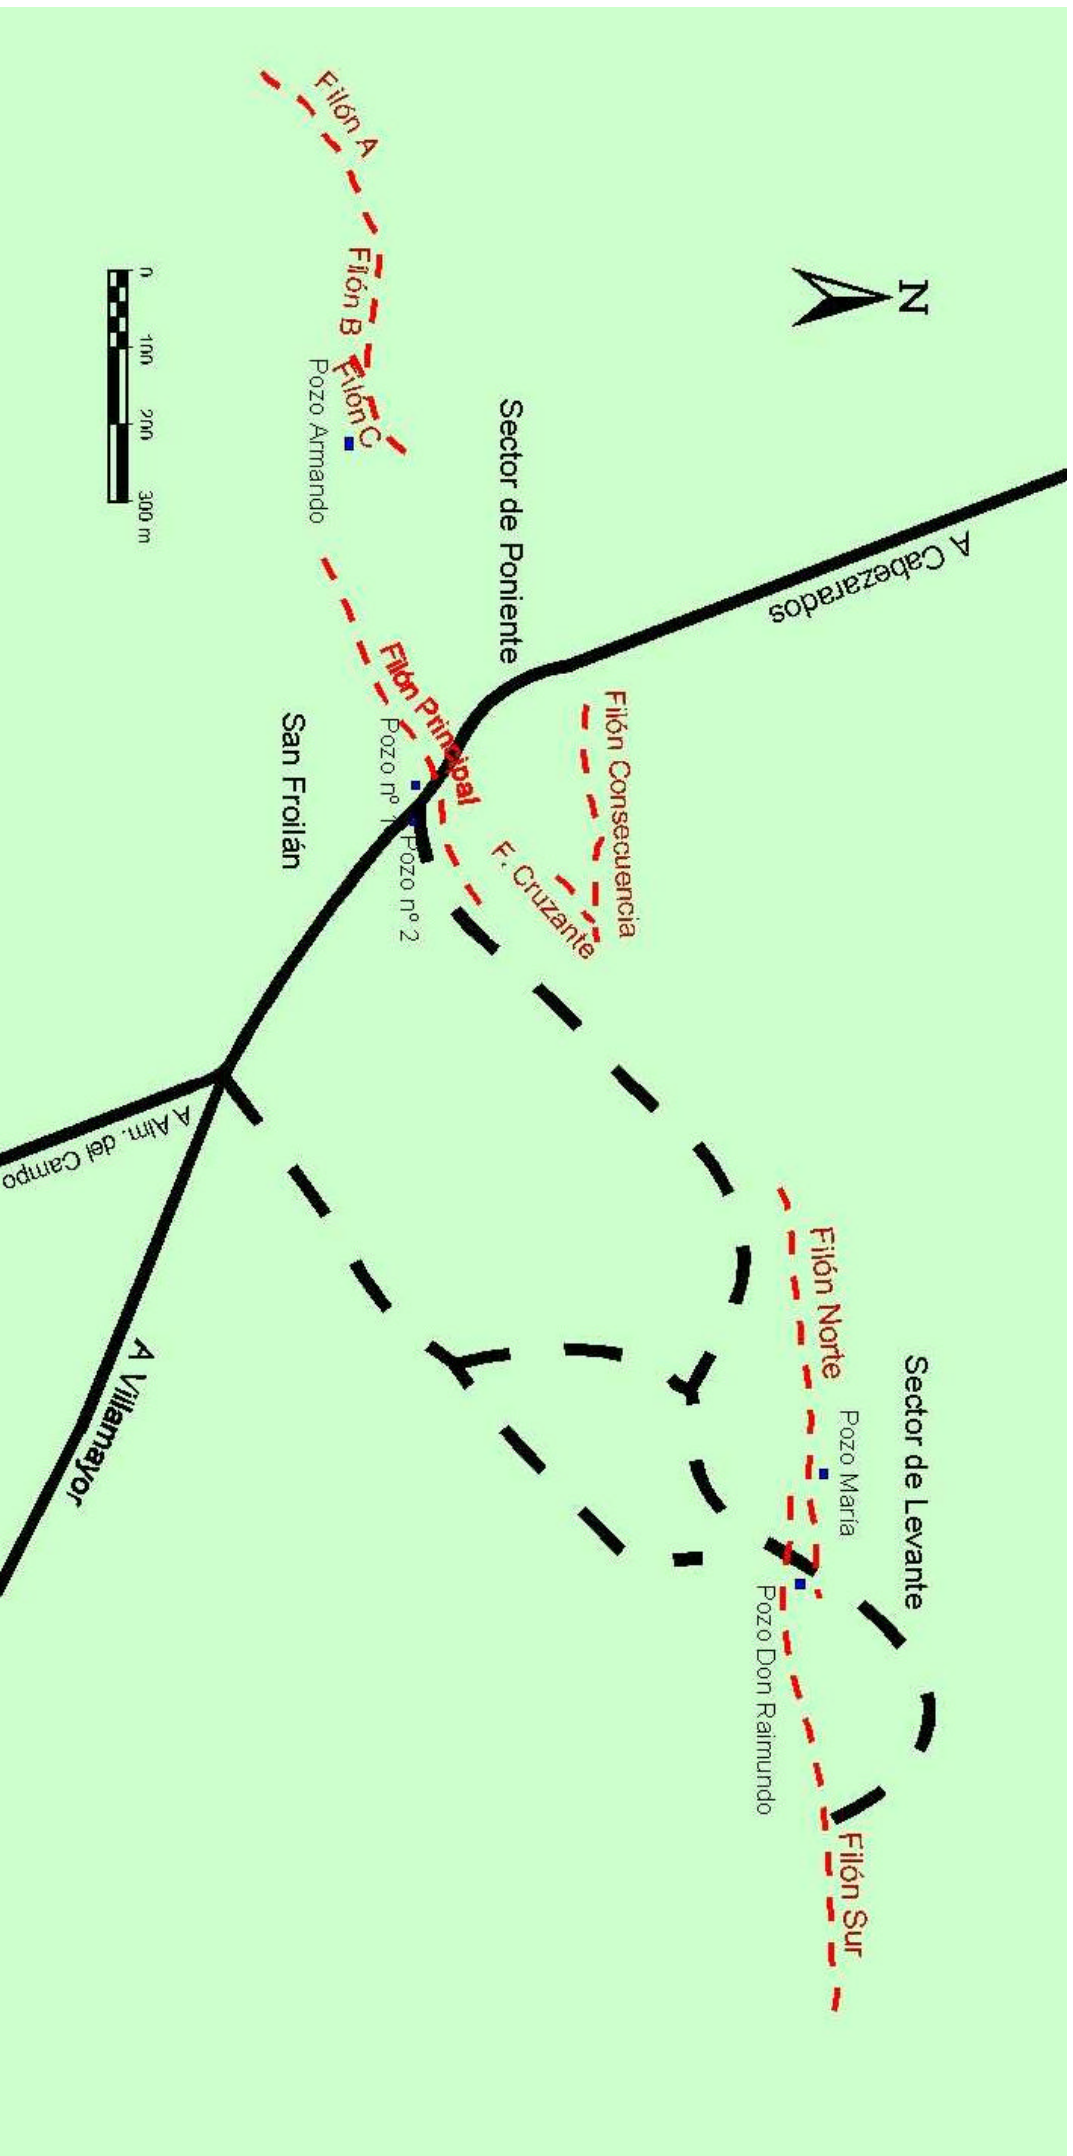 N
A Cabezarados
Sector de Levante
Filón Norte
Pozo María
Filón Sur
Pozo Don Raimundo
Filón Consecuencia
F. Cruzante
Sector de Poniente
Filón A
Filón B
Filón C
Pozo Armando
Filón Principal
Pozo nº 1
Pozo nº 2
San Froilán
A Alm. del Campo
A Villamayor
0 100 200 300 m